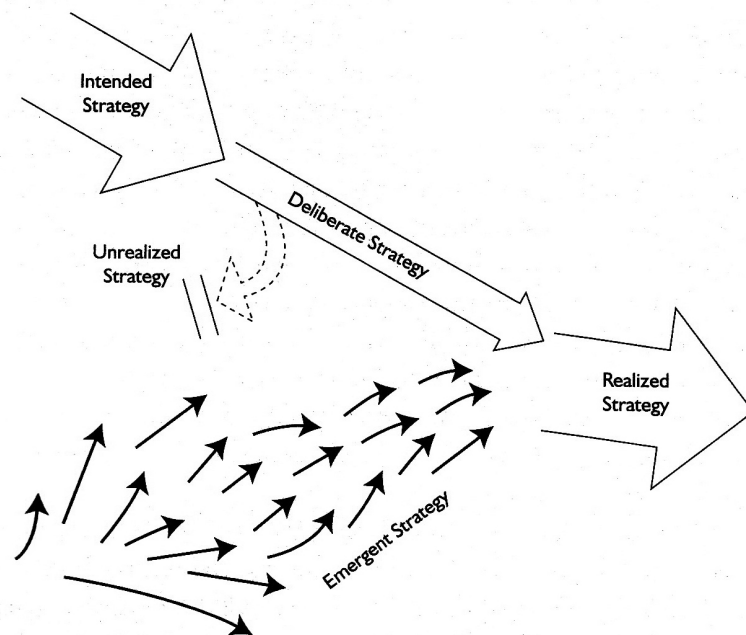 Intended
Strategy
Deliberate Strategy
Unrealized
Strategy
Realized
Strategy
Emergent Strategy